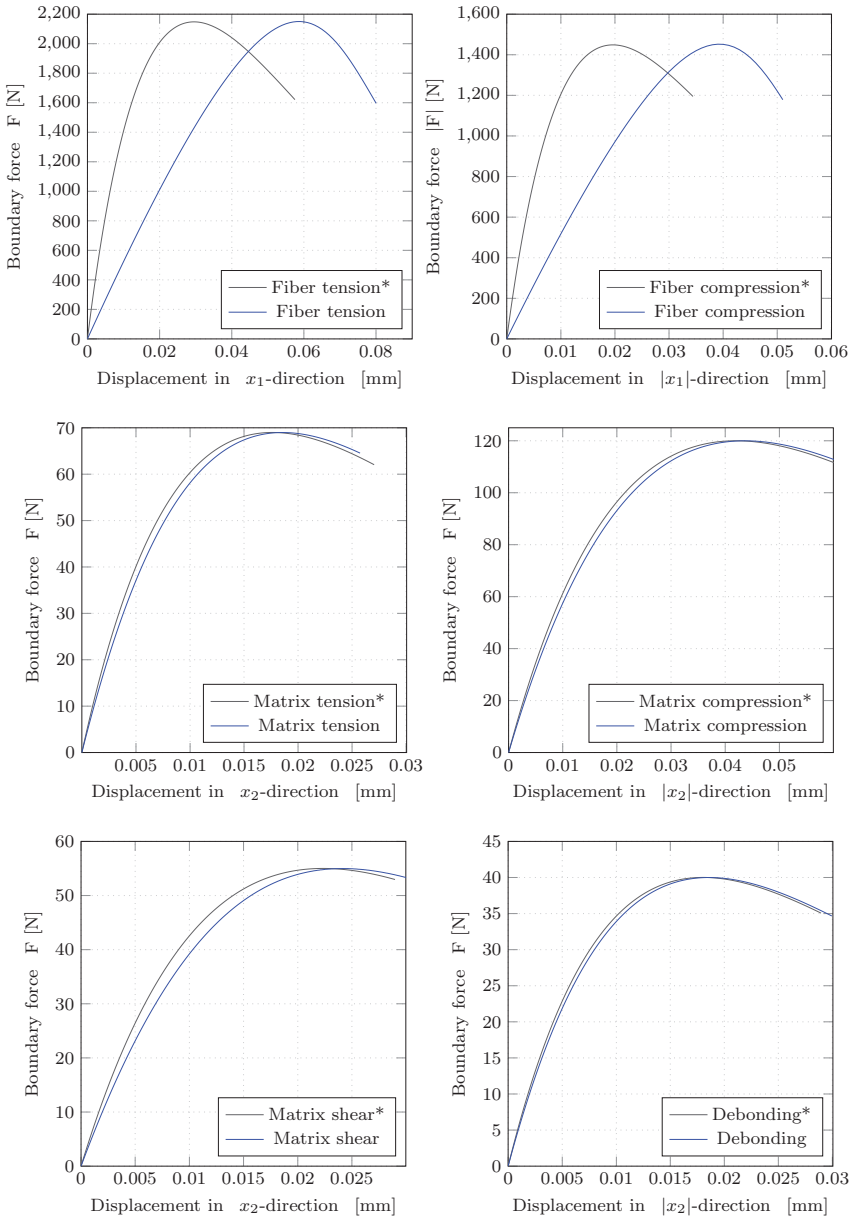 2,200
2,000
1,800
1,600
1,400
1,200
1,000
800
600
400
200
0
Boundary force F [N]
0 0.02 0.04 0.06 0.08
Displacement in x₁-direction [mm]
Fiber tension*
Fiber tension
1,600
1,400
1,200
1,000
800
600
400
200
0
Boundary force |F| [N]
0 0.01 0.02 0.03 0.04 0.05 0.06
Displacement in |x₁|-direction [mm]
Fiber compression*
Fiber compression
70
60
50
40
30
20
10
0
Boundary force F [N]
0.005 0.01 0.015 0.02 0.025 0.03
Displacement in x₂-direction [mm]
Matrix tension*
Matrix tension
120
100
80
60
40
20
0
Boundary force F [N]
0 0.01 0.02 0.03 0.04 0.05
Displacement in |x₂|-direction [mm]
Matrix compression*
Matrix compression
60
50
40
30
20
10
0
Boundary force F [N]
0 0.005 0.01 0.015 0.02 0.025
Displacement in x₂-direction [mm]
Matrix shear*
Matrix shear
45
40
35
30
25
20
15
10
5
0
Boundary force F [N]
0 0.005 0.01 0.015 0.02 0.025 0.03
Displacement in |x₂|-direction [mm]
Debonding*
Debonding